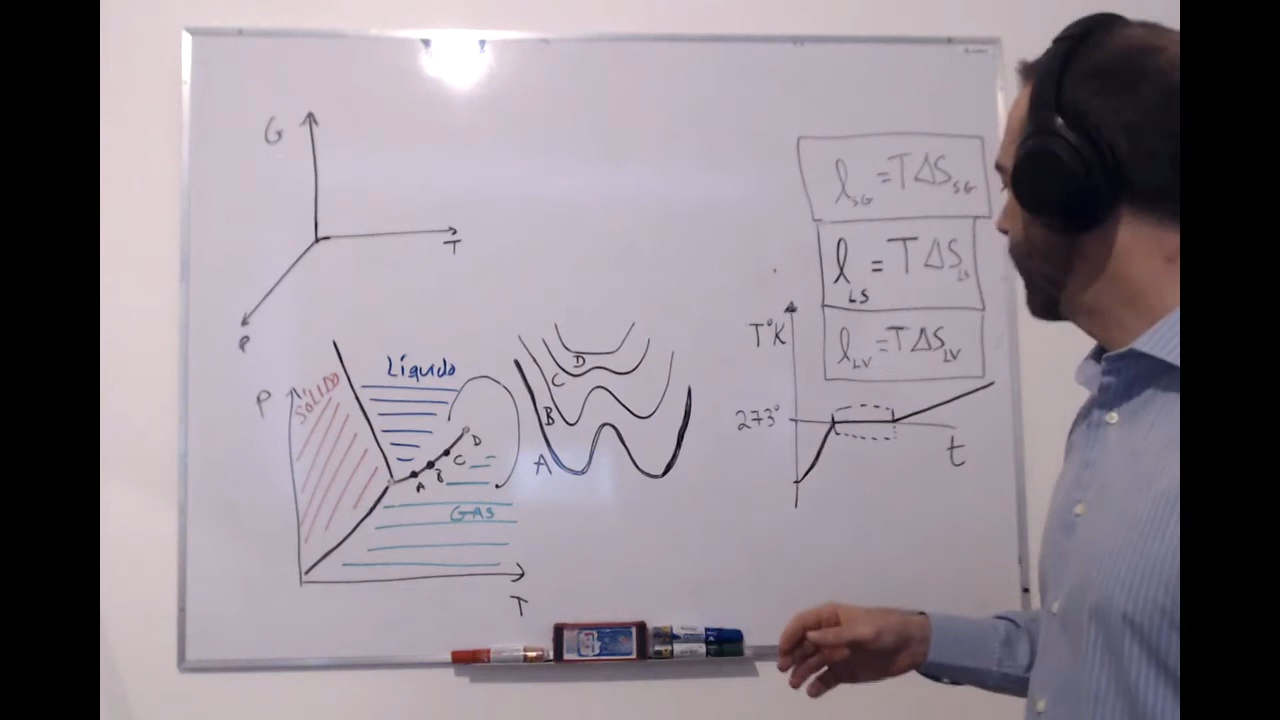 G
T
P
ℓ_SG = TΔS_SG
ℓ_LS = TΔS_LS
ℓ_LV = TΔS_LV
P
SÓLIDO
Líquido
GAS
A
B
C
D
T
A
B
C
D
T°K
273°
t